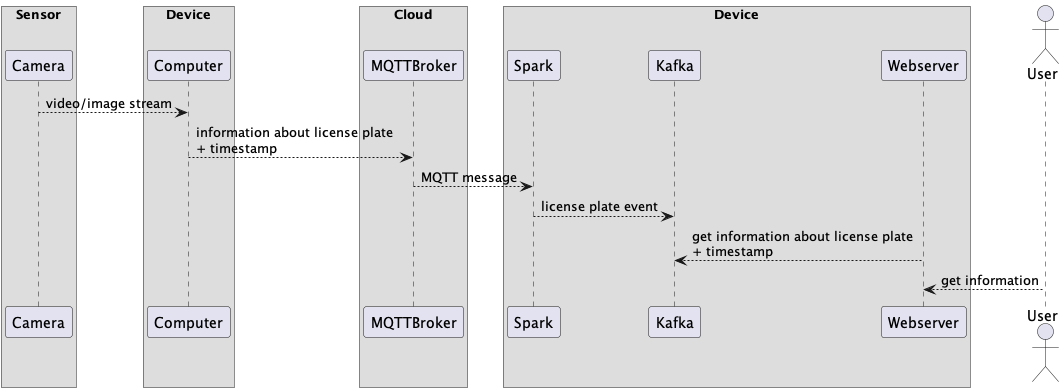 Sensor
Device
Cloud
Device
Camera
Computer
MQTTBroker
Spark
Kafka
Webserver
User
video/image stream
information about license plate
+ timestamp
MQTT message
license plate event
get information about license plate
+ timestamp
get information
Camera
Computer
MQTTBroker
Spark
Kafka
Webserver
User